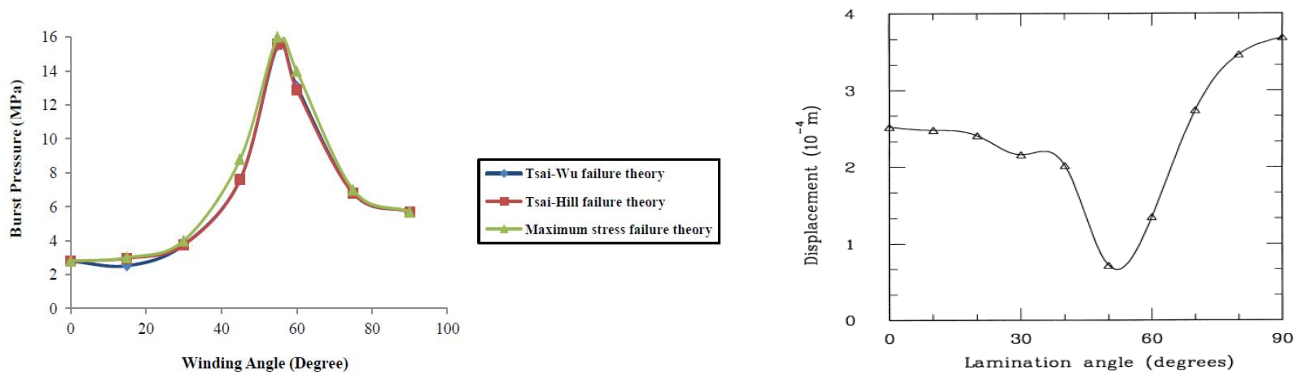 Burst Pressure (MPa)
16
14
12
10
8
6
4
2
0
0 20 40 60 80 100
Winding Angle (Degree)
Tsai-Wu failure theory
Tsai-Hill failure theory
Maximum stress failure theory
Displacement (10⁻⁴m)
4
3
2
1
0
0 30 60 90
Lamination angle (degrees)